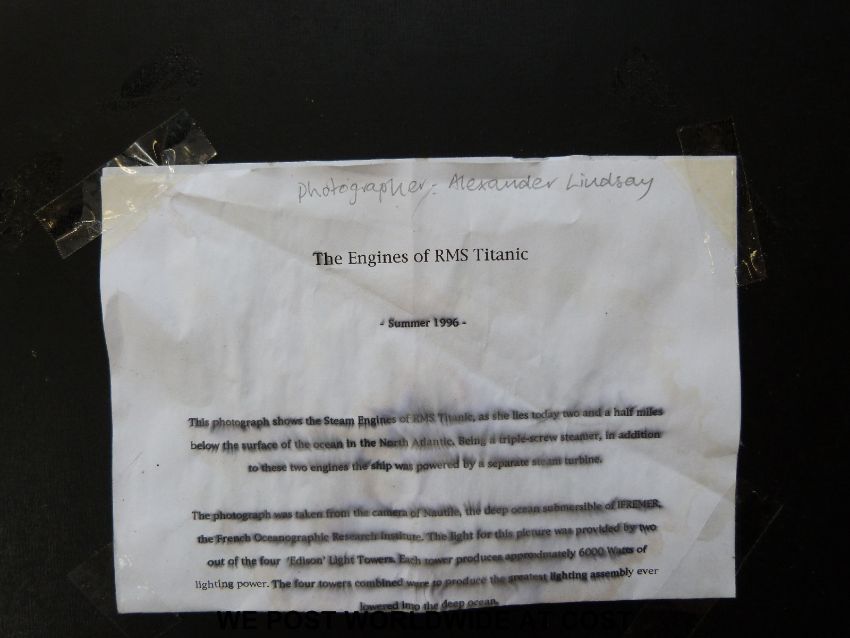 photographer: Alexander Lindsay
The Engines of RMS Titanic
- Summer 1996 -
This photograph shows the Steam Engines of RMS Titanic, as she lies today two and a half miles
below the surface of the ocean in the North Atlantic. Being a triple-screw steamer, in addition
to these two engines the ship was powered by a separate steam turbine.
The photograph was taken from the camera of Nautile, the deep ocean submersible of IFREMER,
the French Oceanographic Research Institute. The light for this picture was provided by two
out of the four 'Edison' Light Towers. Each tower produces approximately 6000 Watts of
lighting power. The four towers combined were to produce the greatest lighting assembly ever
lowered into the deep ocean.
WE POST WORLDWIDE AT COST